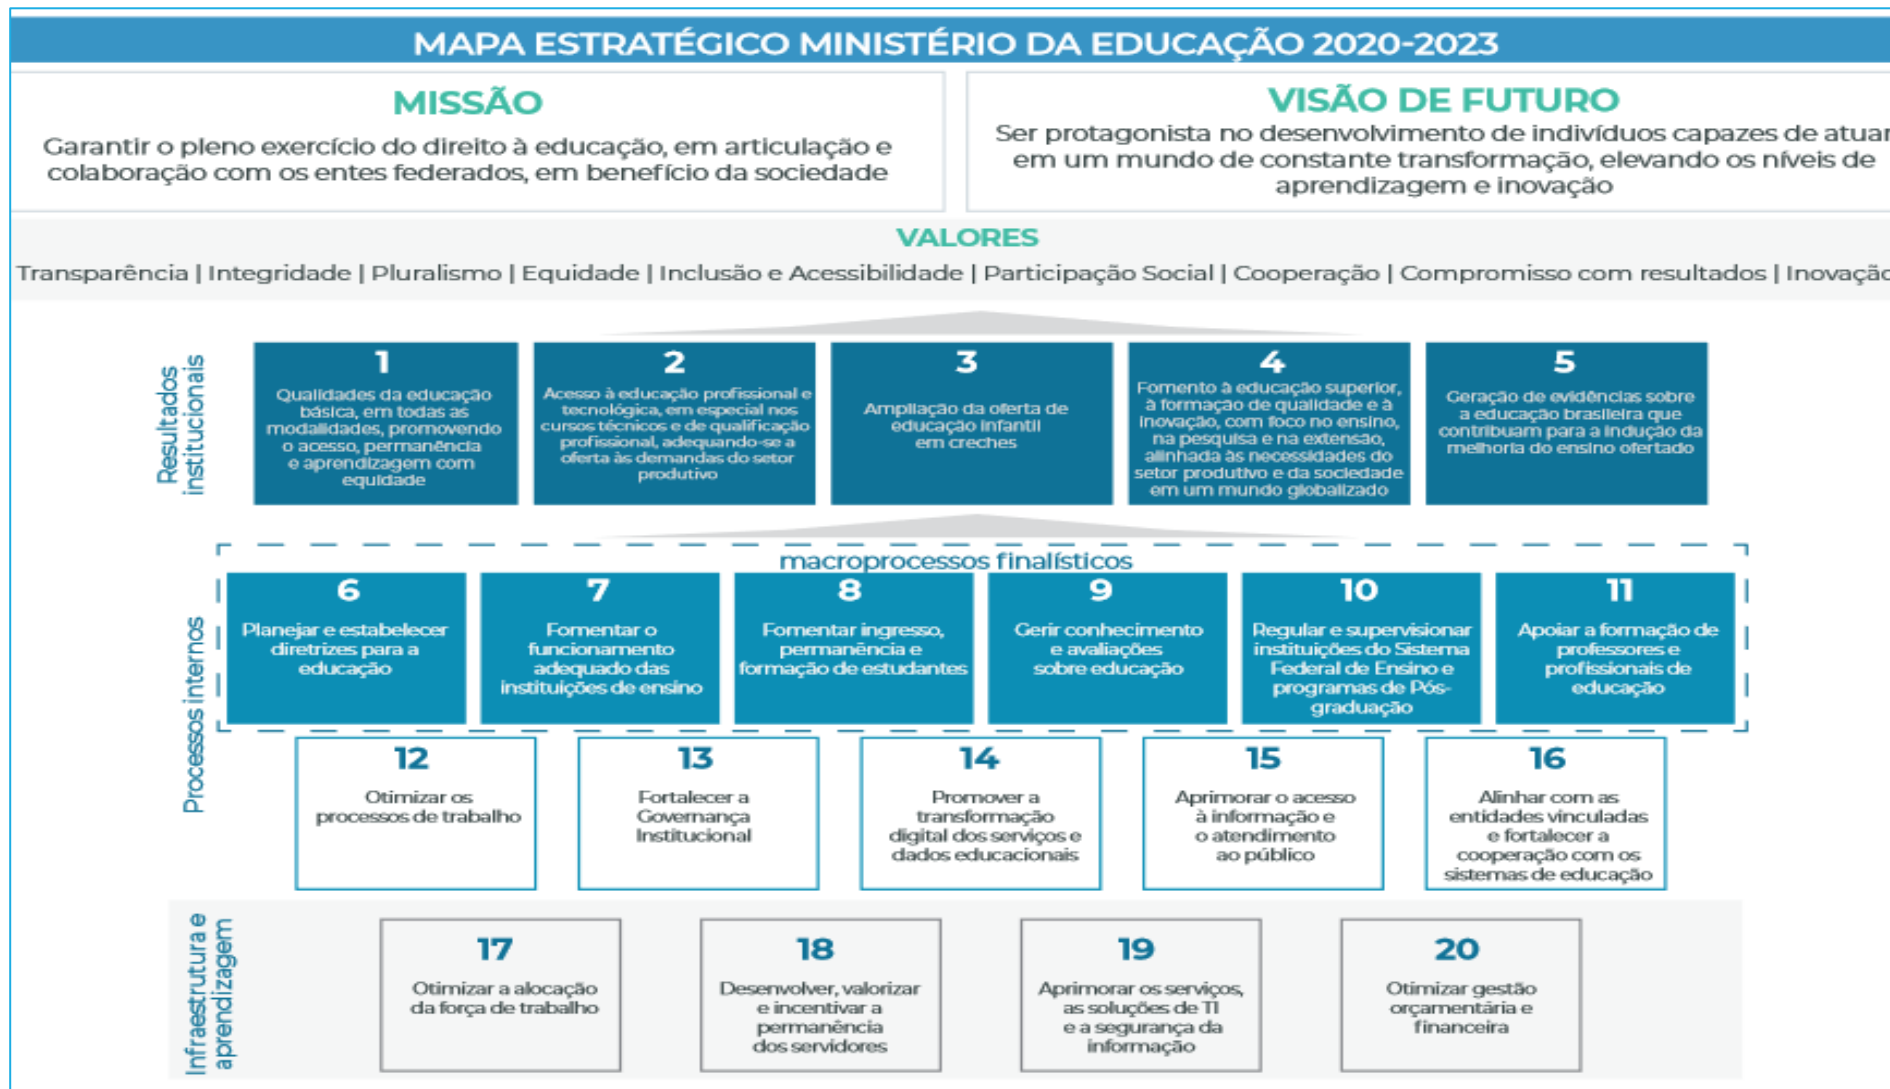 MAPA ESTRATÉGICO MINISTÉRIO DA EDUCAÇÃO 2020-2023
MISSÃO
Garantir o pleno exercício do direito à educação, em articulação e
colaboração com os entes federados, em benefício da sociedade
VISÃO DE FUTURO
Ser protagonista no desenvolvimento de indivíduos capazes de atuar
em um mundo de constante transformação, elevando os níveis de
aprendizagem e inovação
VALORES
Transparência | Integridade | Pluralismo | Equidade | Inclusão e Acessibilidade | Participação Social | Cooperação | Compromisso com resultados | Inovação
Resultados
institucionais
1
Qualidades da educação
básica, em todas as
modalidades, promovendo
o acesso, permanência
e aprendizagem com
equidade
2
Acesso à educação profissional e
tecnológica, em especial nos
cursos técnicos e de qualificação
profissional, adequando-se a
oferta às demandas do setor
produtivo
3
Ampliação da oferta de
educação infantil
em creches
4
Fomento à educação superior,
à formação de qualidade e à
inovação, com foco no ensino,
na pesquisa e na extensão,
alinhada às necessidades do
setor produtivo e da sociedade
em um mundo globalizado
5
Geração de evidências sobre
a educação brasileira que
contribuam para a indução da
melhoria do ensino ofertado
Processos internos
macroprocessos finalísticos
6
Planejar e estabelecer
diretrizes para a
educação
7
Fomentar o
funcionamento
adequado das
instituições de ensino
8
Fomentar ingresso,
permanência e
formação de estudantes
9
Gerir conhecimento
e avaliações
sobre educação
10
Regular e supervisionar
instituições do Sistema
Federal de Ensino e
programas de Pós-
graduação
11
Apoiar a formação de
professores e
profissionais de
educação
12
Otimizar os
processos de trabalho
13
Fortalecer a
Governança
Institucional
14
Promover a
transformação
digital dos serviços e
dados educacionais
15
Aprimorar o acesso
à informação e
o atendimento
ao público
16
Alinhar com as
entidades vinculadas
e fortalecer a
cooperação com os
sistemas de educação
Infraestrutura e
aprendizagem
17
Otimizar a alocação
da força de trabalho
18
Desenvolver, valorizar
e incentivar a
permanência
dos servidores
19
Aprimorar os serviços,
as soluções de TI
e a segurança da
informação
20
Otimizar gestão
orçamentária e
financeira